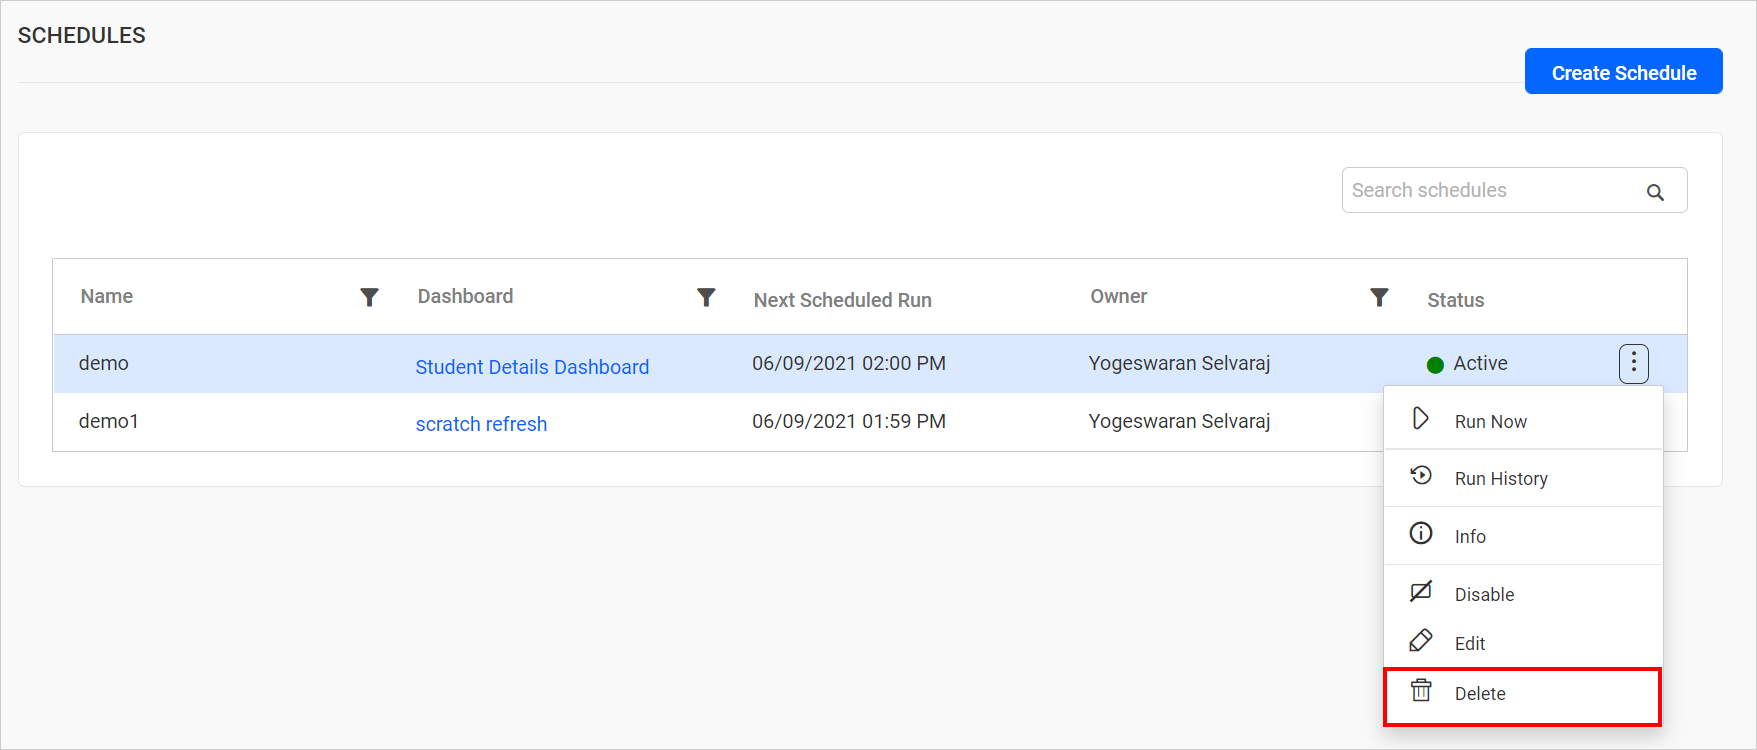 SCHEDULES
Create Schedule
Search schedules
Name Dashboard Next Scheduled Run Owner Status
demo Student Details Dashboard 06/09/2021 02:00 PM Yogeswaran Selvaraj Active
demo1 scratch refresh 06/09/2021 01:59 PM Yogeswaran Selvaraj
Run Now
Run History
Info
Disable
Edit
Delete